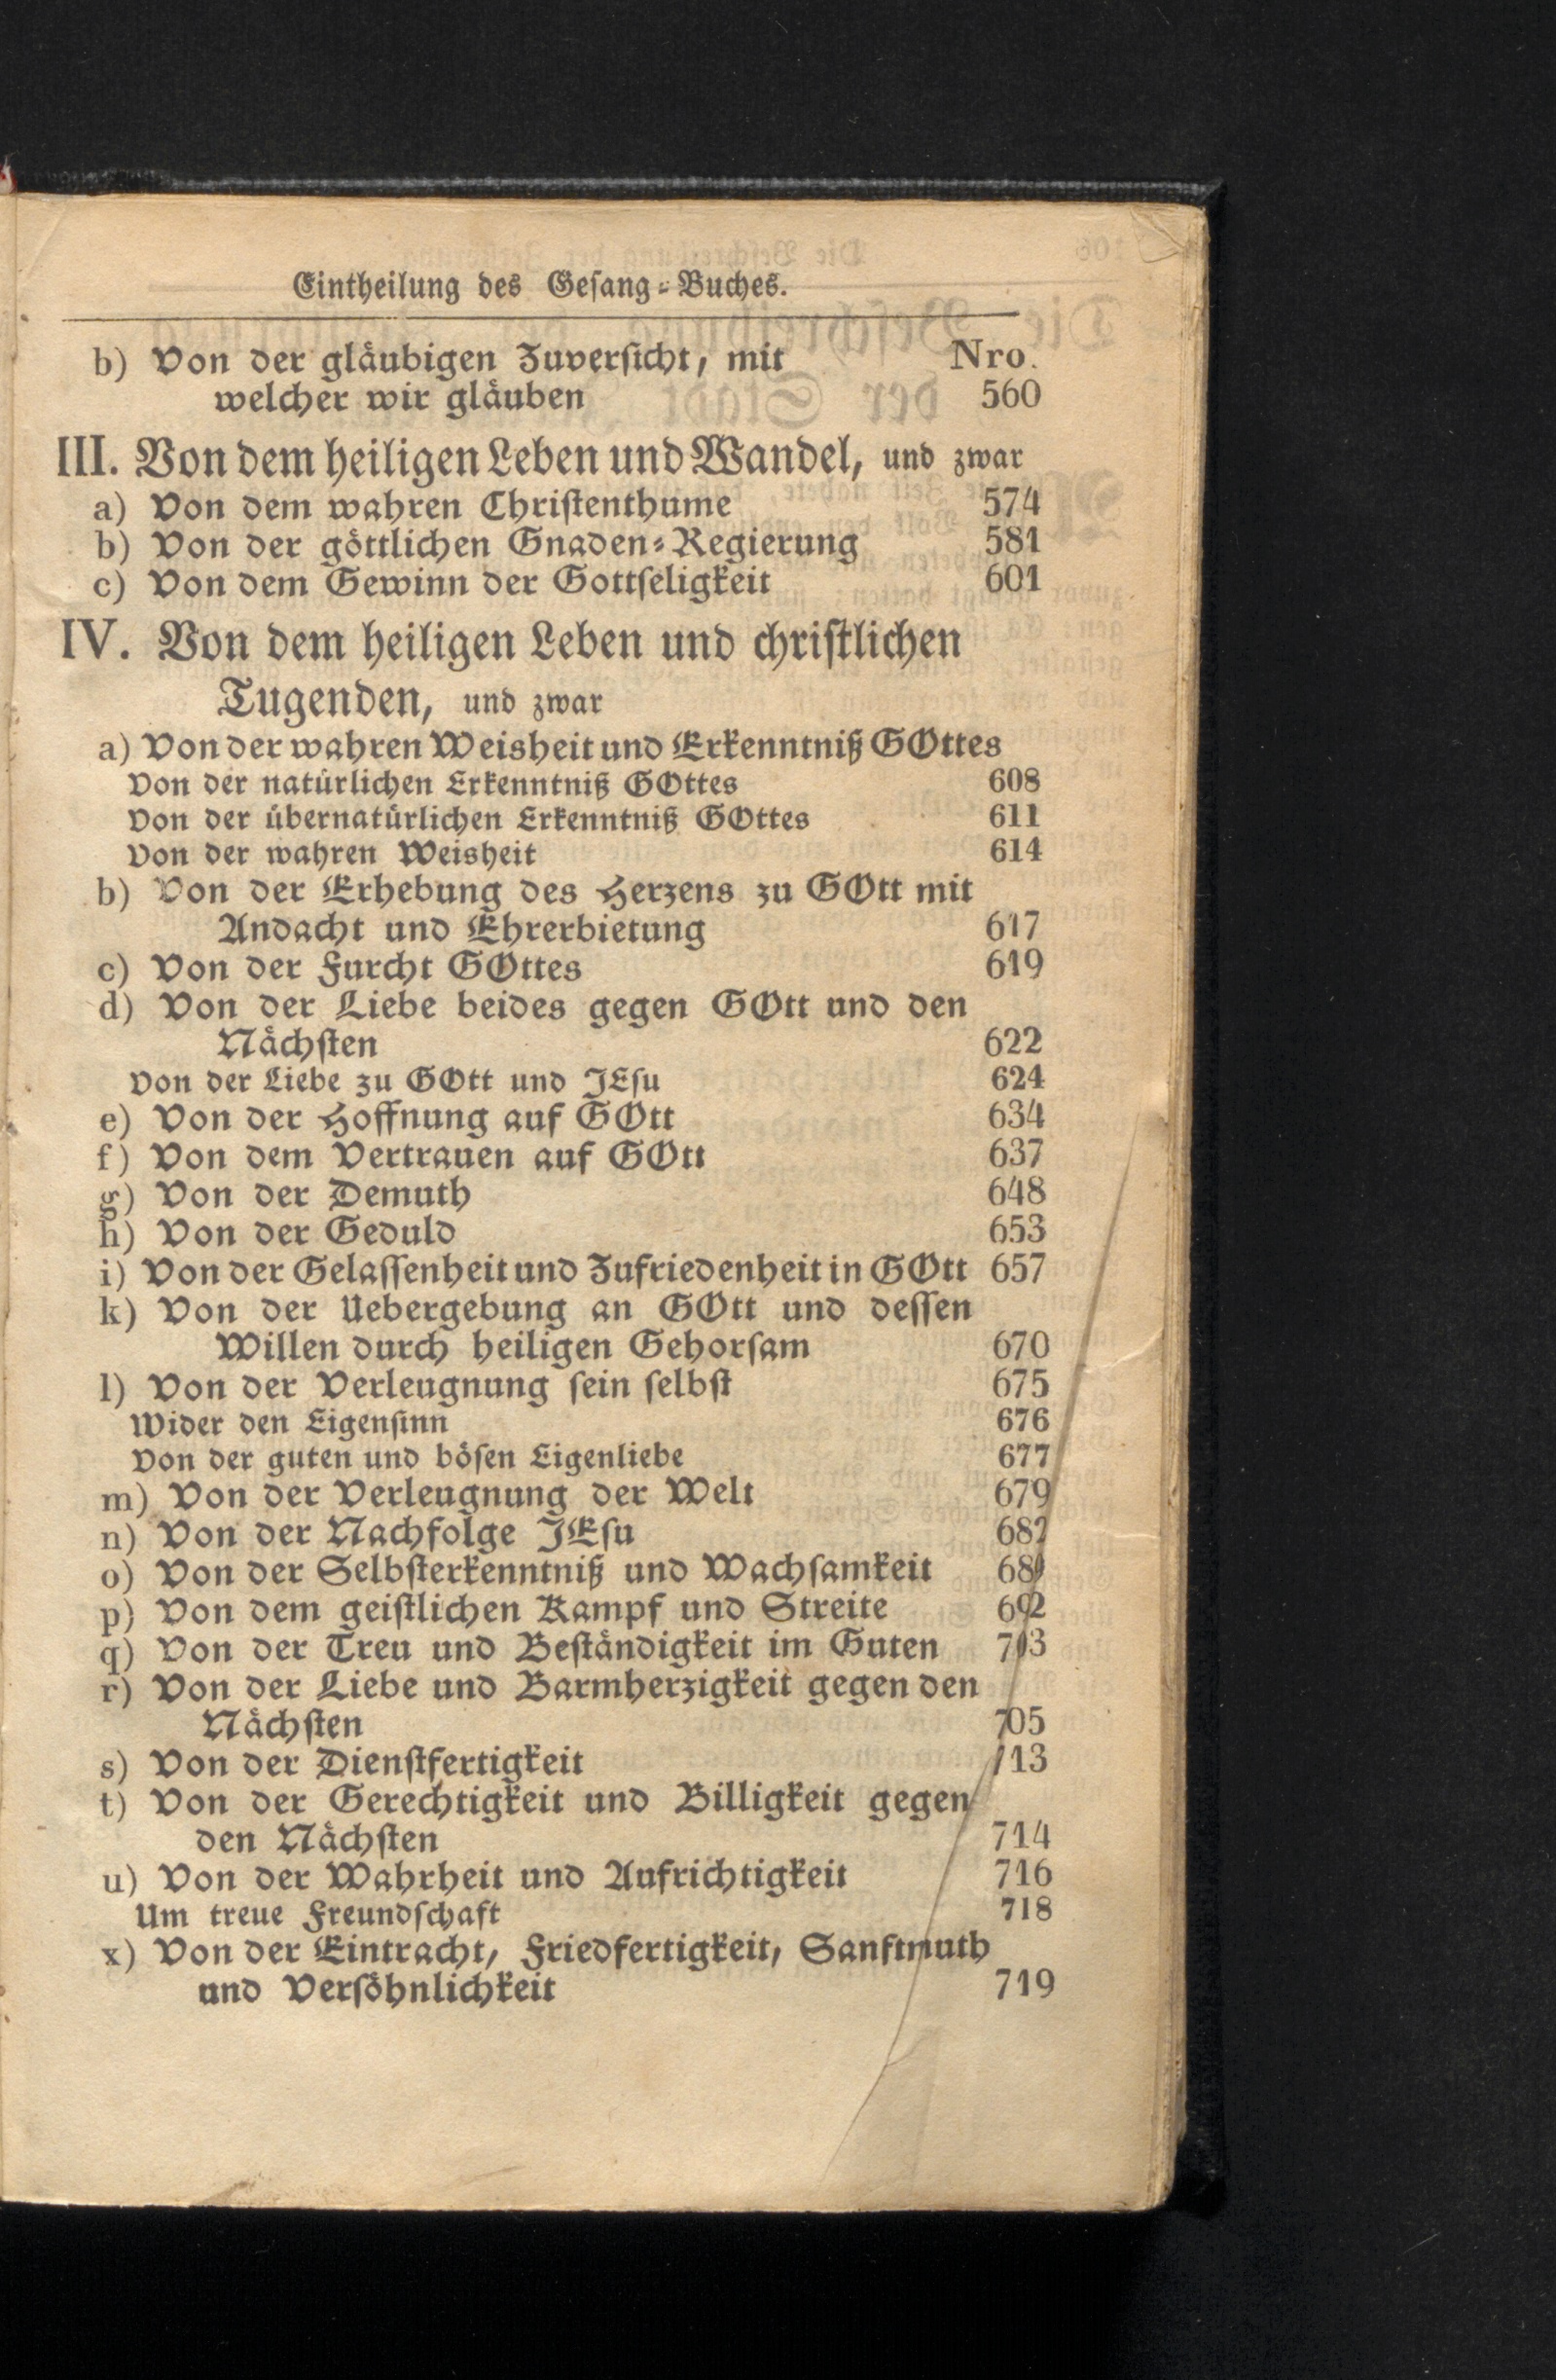 Eintheilung des Gesang-Buches.
b) Von der gläubigen Zuversicht, mit Nro.
welcher wir gläuben 560
III. Von dem heiligen Leben und Wandel, und zwar
a) Von dem wahren Christenthume 574
b) Von der göttlichen Gnaden-Regierung 581
c) Von dem Gewinn der Gottseligkeit 601
IV. Von dem heiligen Leben und christlichen
Tugenden, und zwar
a) Von der wahren Weisheit und Erkenntniß GOttes
Von der natürlichen Erkenntniß GOttes 608
Von der übernatürlichen Erkenntniß GOttes 611
Von der wahren Weisheit 614
b) Von der Erhebung des Herzens zu GOtt mit
Andacht und Ehrerbietung 617
c) Von der Furcht GOttes 619
d) Von der Liebe beides gegen GOtt und den
Nächsten 622
Von der Liebe zu GOtt und JEsu 624
e) Von der Hoffnung auf GOtt 634
f) Von dem Vertrauen auf GOtt 637
g) Von der Demuth 648
h) Von der Geduld 653
i) Von der Gelassenheit und Zufriedenheit in GOtt 657
k) Von der Uebergebung an GOtt und dessen
Willen durch heiligen Gehorsam 670
l) Von der Verleugnung sein selbst 675
Wider den Eigensinn 676
Von der guten und bösen Eigenliebe 677
m) Von der Verleugnung der Welt 679
n) Von der Nachfolge JEsu
o) Von der Selbsterkenntniß und Wachsamkeit
p) Von dem geistlichen Kampf und Streite 692
q) Von der Treu und Beständigkeit im Guten 703
r) Von der Liebe und Barmherzigkeit gegen den
Nächsten 705
s) Von der Dienstfertigkeit 713
t) Von der Gerechtigkeit und Billigkeit gegen
den Nächsten 714
u) Von der Wahrheit und Aufrichtigkeit 716
Um treue Freundschaft 718
x) Von der Eintracht, Friedfertigkeit, Sanftmuth
und Versöhnlichkeit 719